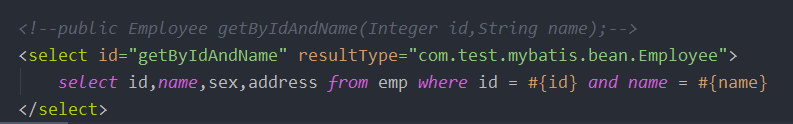 <!--public Employee getByIdAndName(Integer id,String name);-->
<select id="getByIdAndName" resultType="com.test.mybatis.bean.Employee">
select id,name,sex,address from emp where id = #{id} and name = #{name}
</select>